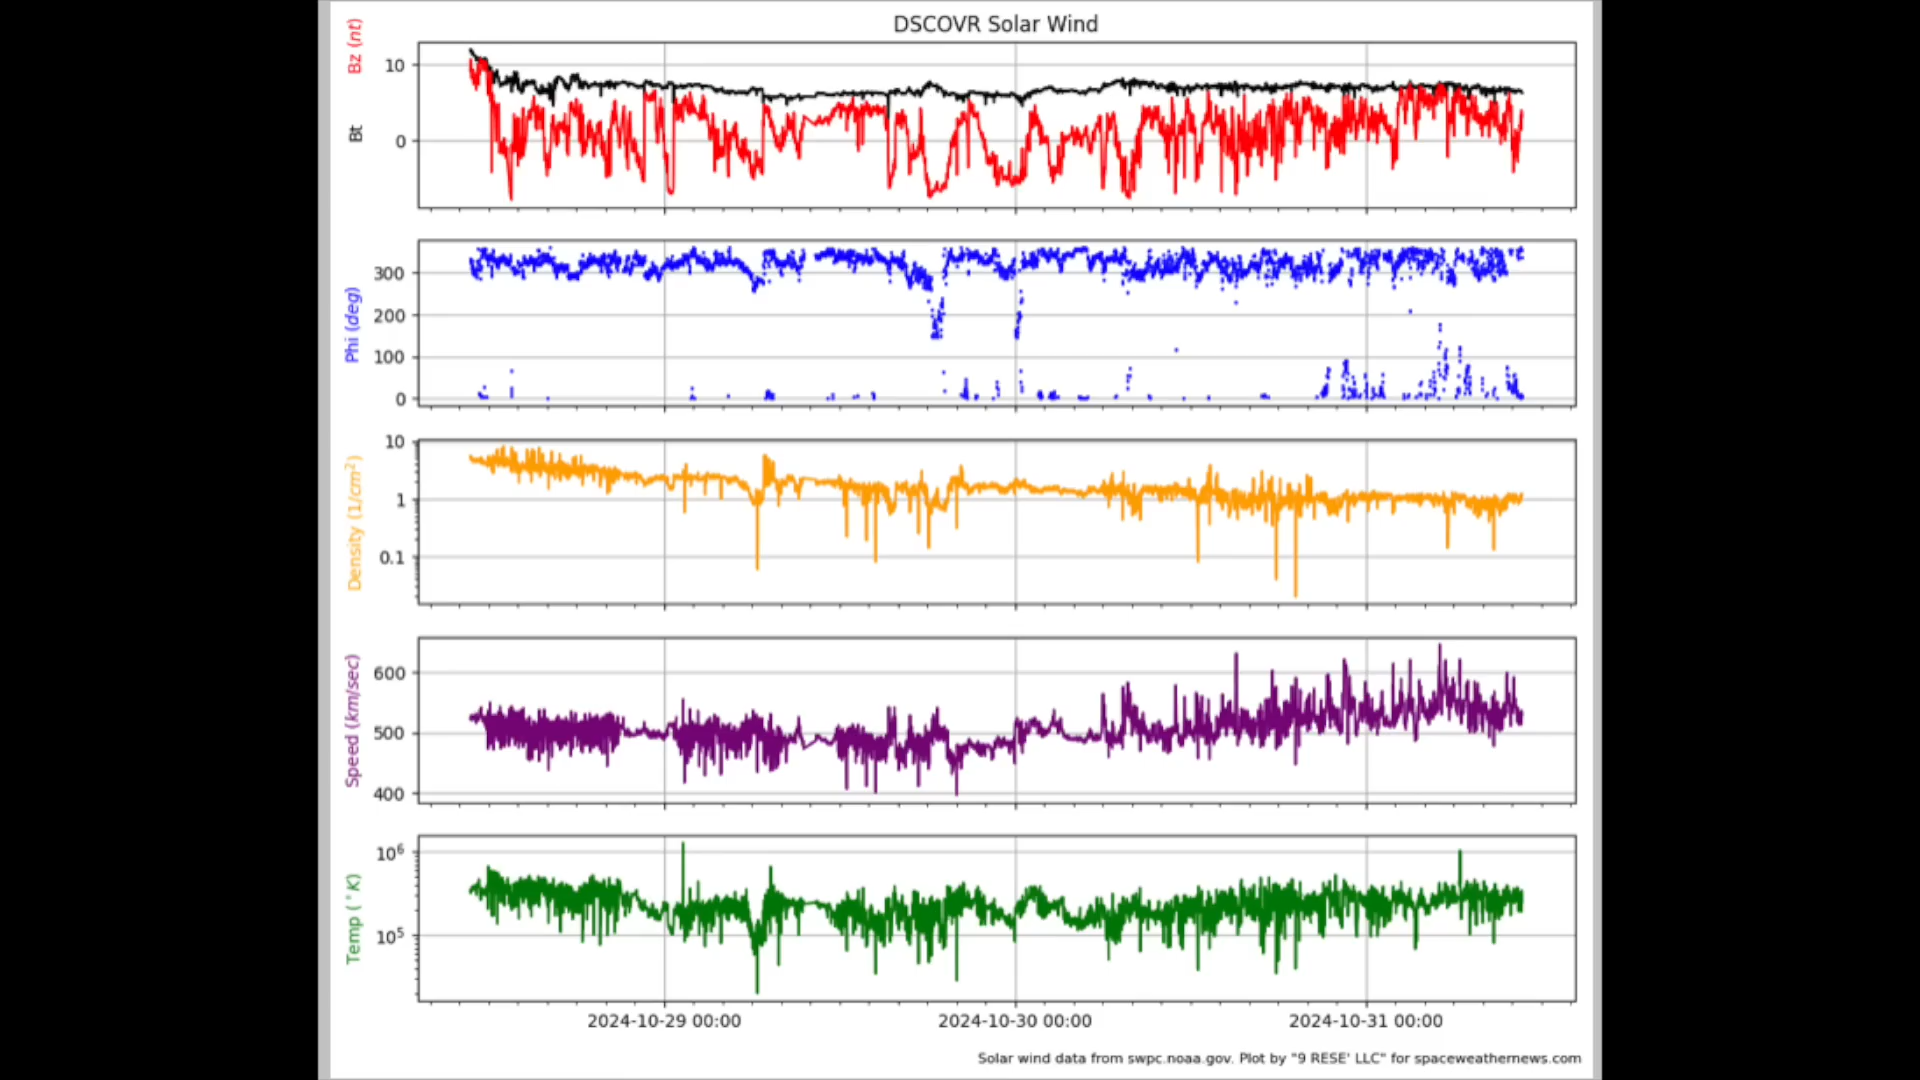 DSCOVR Solar Wind
Bz (nt)
Bt
10
0
Phi (deg)
300
200
100
0
Density (1/cm²)
10
1
0.1
Speed (km/sec)
600
500
400
Temp (°K)
10⁶
10⁵
2024-10-29 00:00 2024-10-30 00:00 2024-10-31 00:00
Solar wind data from swpc.noaa.gov. Plot by "9 RESE' LLC" for spaceweathernews.com